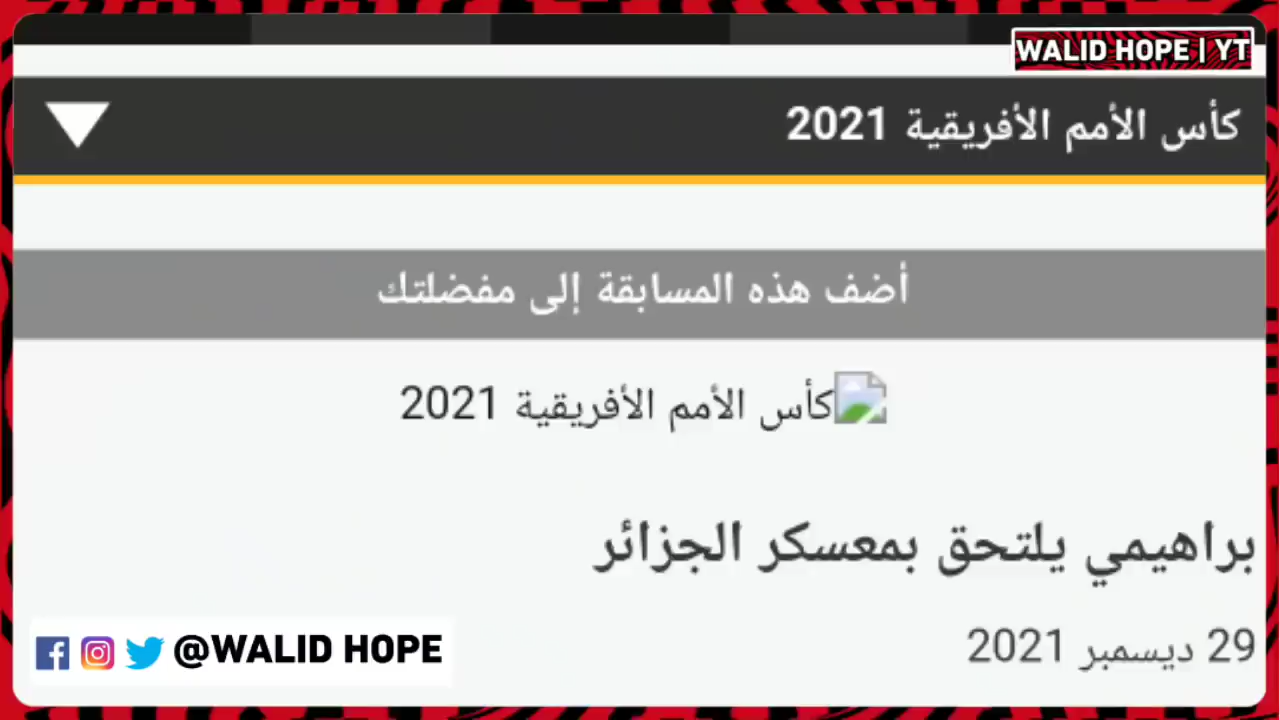 WALID HOPE | YT
كأس الأمم الأفريقية 2021
أضف هذه المسابقة إلى مفضلتك
كأس الأمم الأفريقية 2021
براهيمي يلتحق بمعسكر الجزائر
29 ديسمبر 2021
@WALID HOPE